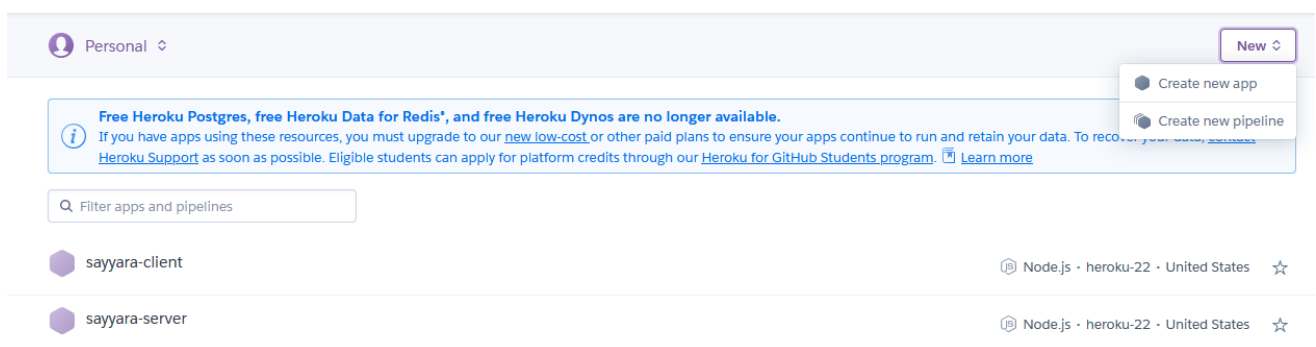 Personal
New
Create new app
Create new pipeline
Free Heroku Postgres, free Heroku Data for Redis®, and free Heroku Dynos are no longer available.
If you have apps using these resources, you must upgrade to our new low-cost or other paid plans to ensure your apps continue to run and retain your data. To recover your data, contact
Heroku Support as soon as possible. Eligible students can apply for platform credits through our Heroku for GitHub Students program. Learn more
Filter apps and pipelines
sayyara-client
Node.js · heroku-22 · United States
sayyara-server
Node.js · heroku-22 · United States